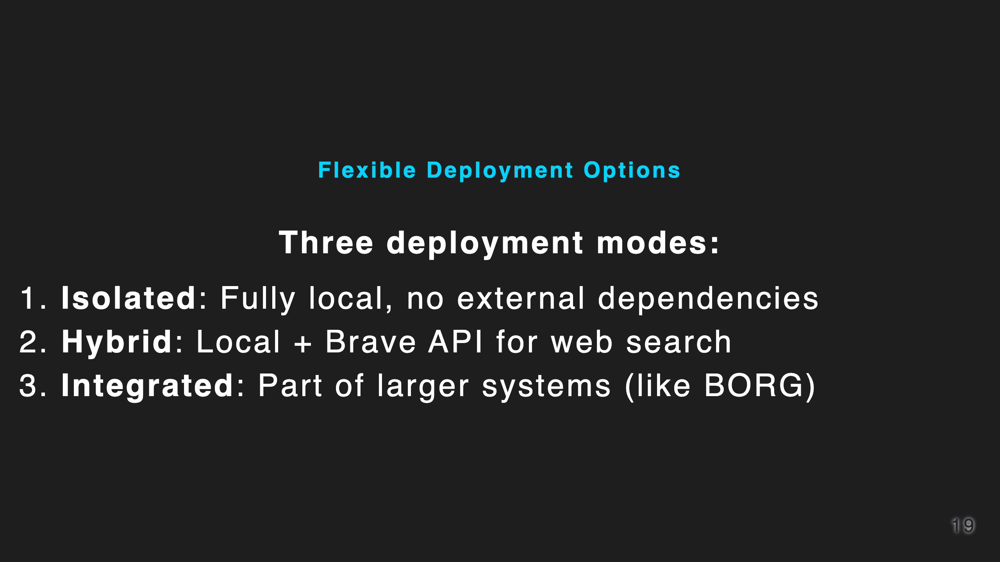 Flexible Deployment Options
Three deployment modes:
1. Isolated: Fully local, no external dependencies
2. Hybrid: Local + Brave API for web search
3. Integrated: Part of larger systems (like BORG)
19